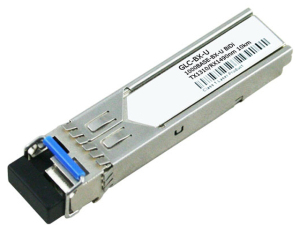 GLC-BX-U
1000BASE-BX-U BIDI
TX1310/RX1490nm 10km